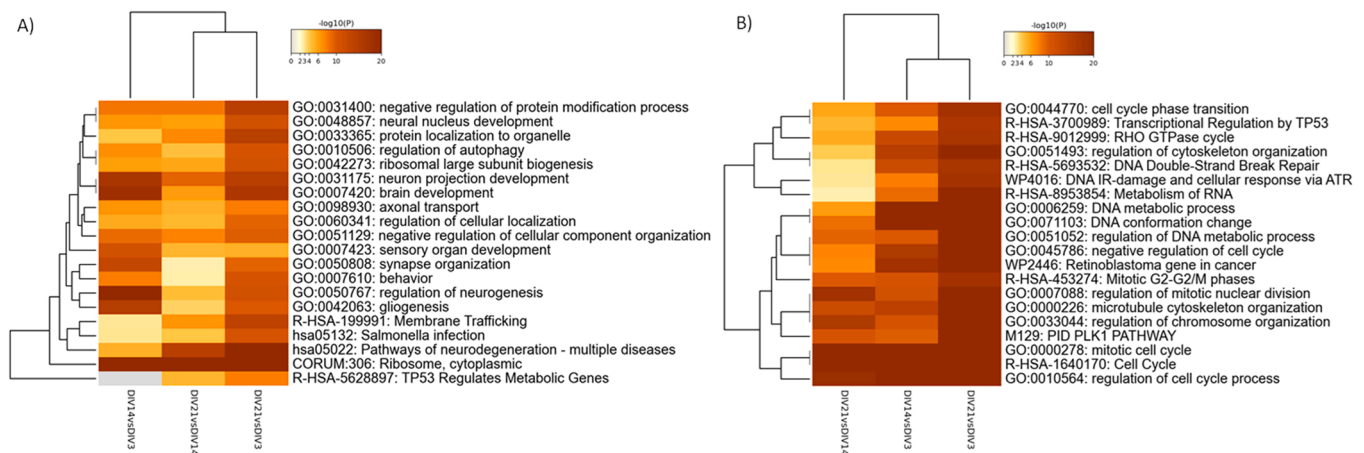 A)
-log10(P)
0 2 3 4 6 10 20
GO:0031400: negative regulation of protein modification process
GO:0048857: neural nucleus development
GO:0033365: protein localization to organelle
GO:0010506: regulation of autophagy
GO:0042273: ribosomal large subunit biogenesis
GO:0031175: neuron projection development
GO:0007420: brain development
GO:0098930: axonal transport
GO:0060341: regulation of cellular localization
GO:0051129: negative regulation of cellular component organization
GO:0007423: sensory organ development
GO:0050808: synapse organization
GO:0007610: behavior
GO:0050767: regulation of neurogenesis
GO:0042063: gliogenesis
R-HSA-199991: Membrane Trafficking
hsa05132: Salmonella infection
hsa05022: Pathways of neurodegeneration - multiple diseases
CORUM:306: Ribosome, cytoplasmic
R-HSA-5628897: TP53 Regulates Metabolic Genes
DIV14vsDIV3
DIV21vsDIV14
DIV21vsDIV3
B)
-log10(P)
0 2 3 4 6 10 20
GO:0044770: cell cycle phase transition
R-HSA-3700989: Transcriptional Regulation by TP53
R-HSA-9012999: RHO GTPase cycle
GO:0051493: regulation of cytoskeleton organization
R-HSA-5693532: DNA Double-Strand Break Repair
WP4016: DNA IR-damage and cellular response via ATR
R-HSA-8953854: Metabolism of RNA
GO:0006259: DNA metabolic process
GO:0071103: DNA conformation change
GO:0051052: regulation of DNA metabolic process
GO:0045786: negative regulation of cell cycle
WP2446: Retinoblastoma gene in cancer
R-HSA-453274: Mitotic G2-G2/M phases
GO:0007088: regulation of mitotic nuclear division
GO:0000226: microtubule cytoskeleton organization
GO:0033044: regulation of chromosome organization
M129: PID PLK1 PATHWAY
GO:0000278: mitotic cell cycle
R-HSA-1640170: Cell Cycle
GO:0010564: regulation of cell cycle process
DIV21vsDIV14
DIV14vsDIV3
DIV21vsDIV3